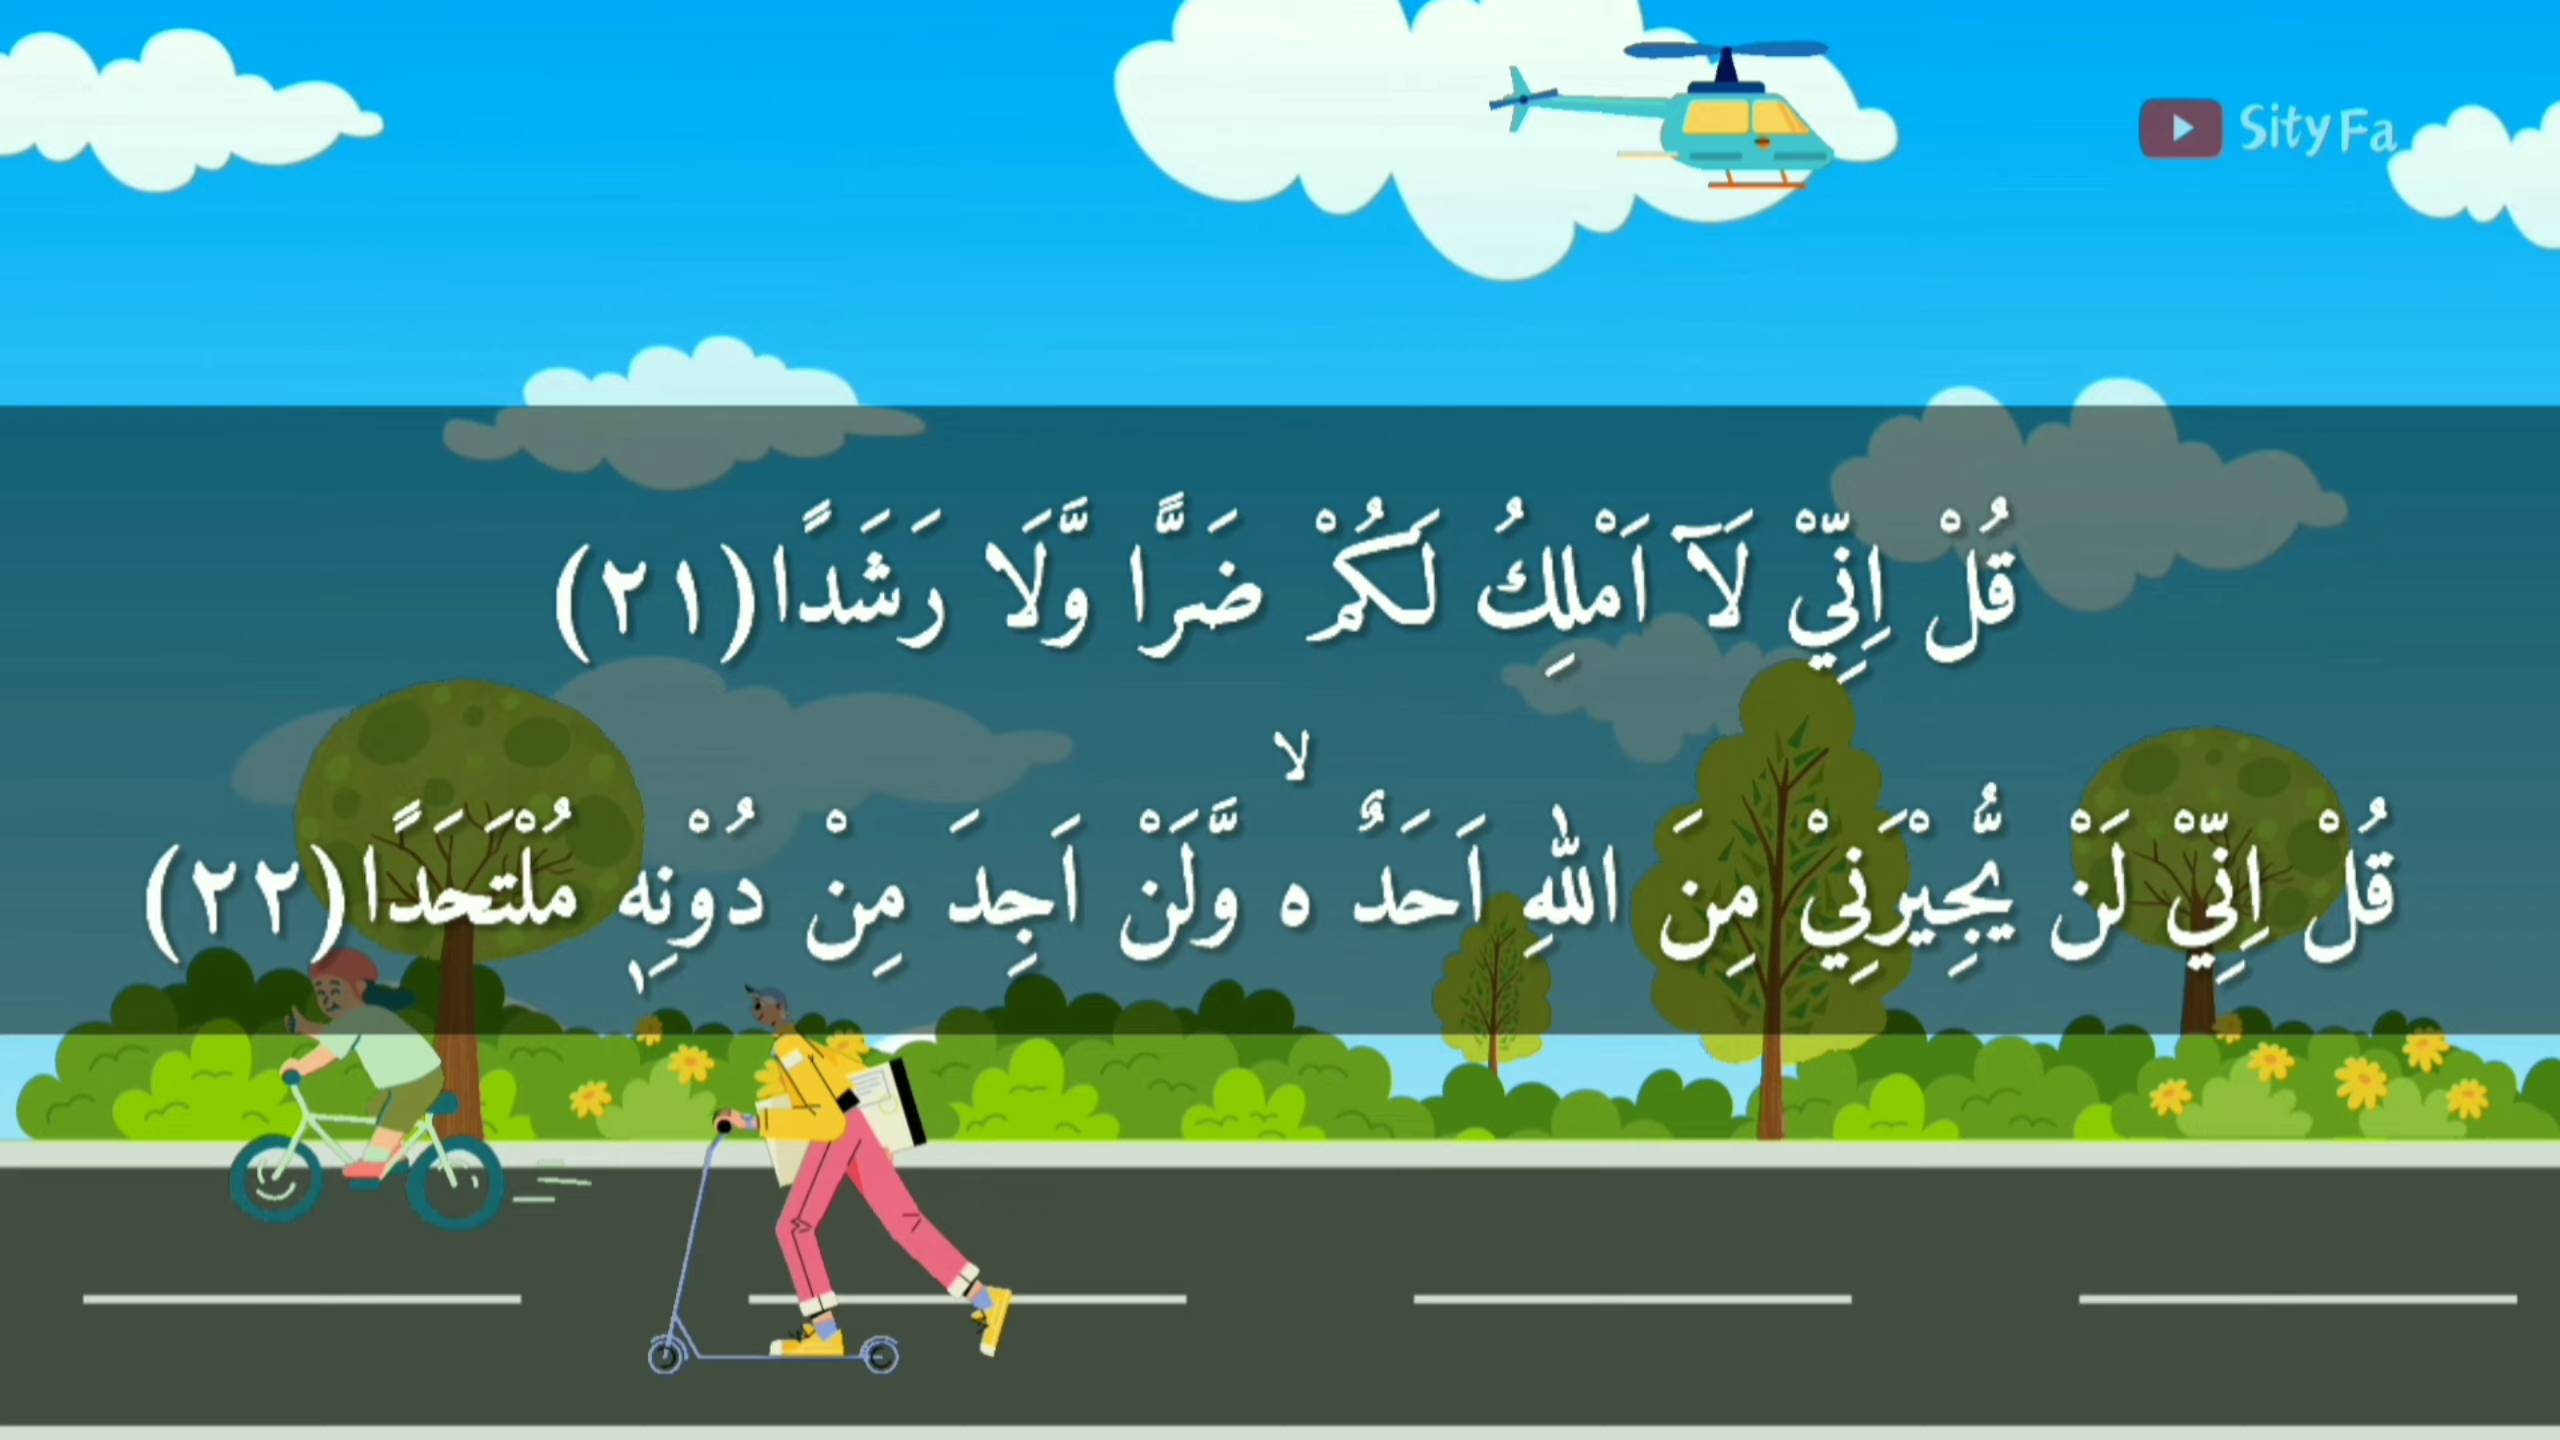 SityFa
قُلْ اِنِّيْ لَآ اَمْلِكُ لَكُمْ ضَرًّا وَّلَا رَشَدًا(٢١)
قُلْ اِنِّيْ لَنْ يُّجِيْرَنِيْ مِنَ اللّٰهِ اَحَدٌ ەۙ وَّلَنْ اَجِدَ مِنْ دُوْنِهٖ مُلْتَحَدًا(٢٢)